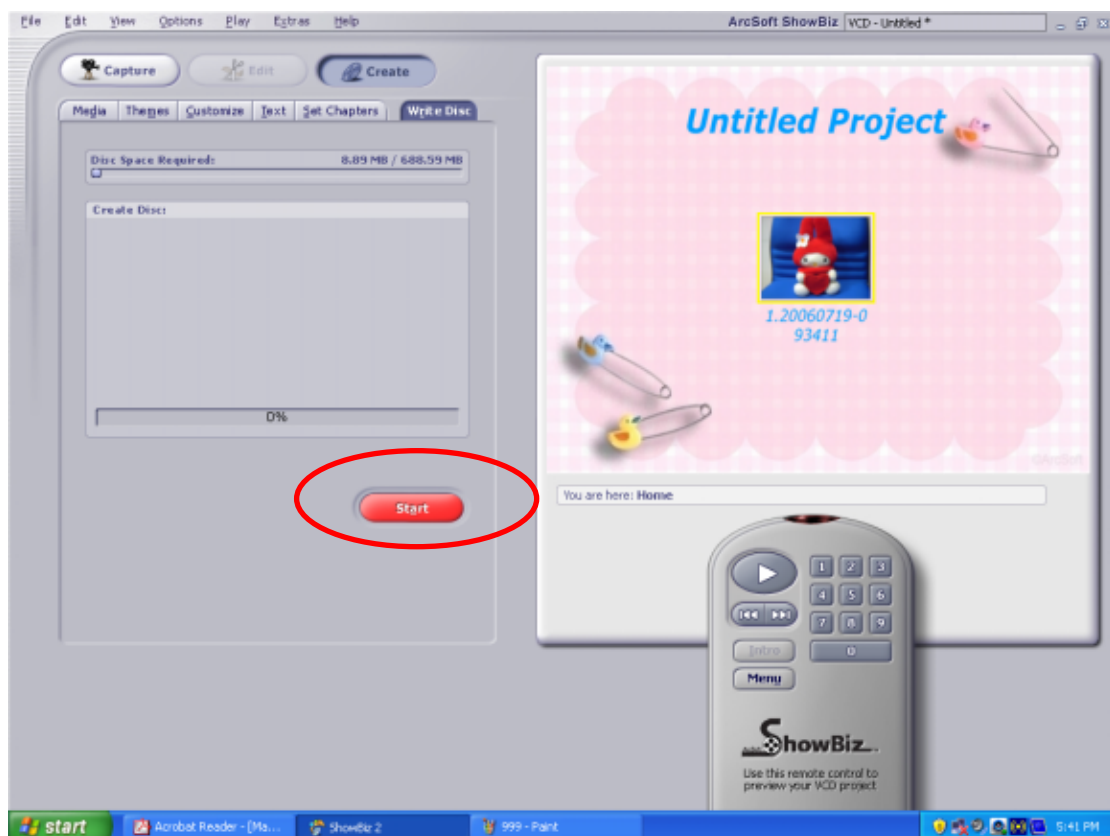 File Edit View Options Play Extras Help
ArcSoft ShowBiz VCD - Untitled *
Capture Edit Create
Media Themes Customize Text Set Chapters Write Disc
Disc Space Required: 8.89 MB / 688.59 MB
Create Disc:
0%
Start
Untitled Project
1.20060719-0
93411
©ArcSoft
You are here: Home
1 2 3
4 5 6
7 8 9
Intro 0
Menu
ShowBiz
Use this remote control to
preview your VCD project
start Acrobat Reader - [Ma... ShowBiz 2 999 - Paint 5:41 PM